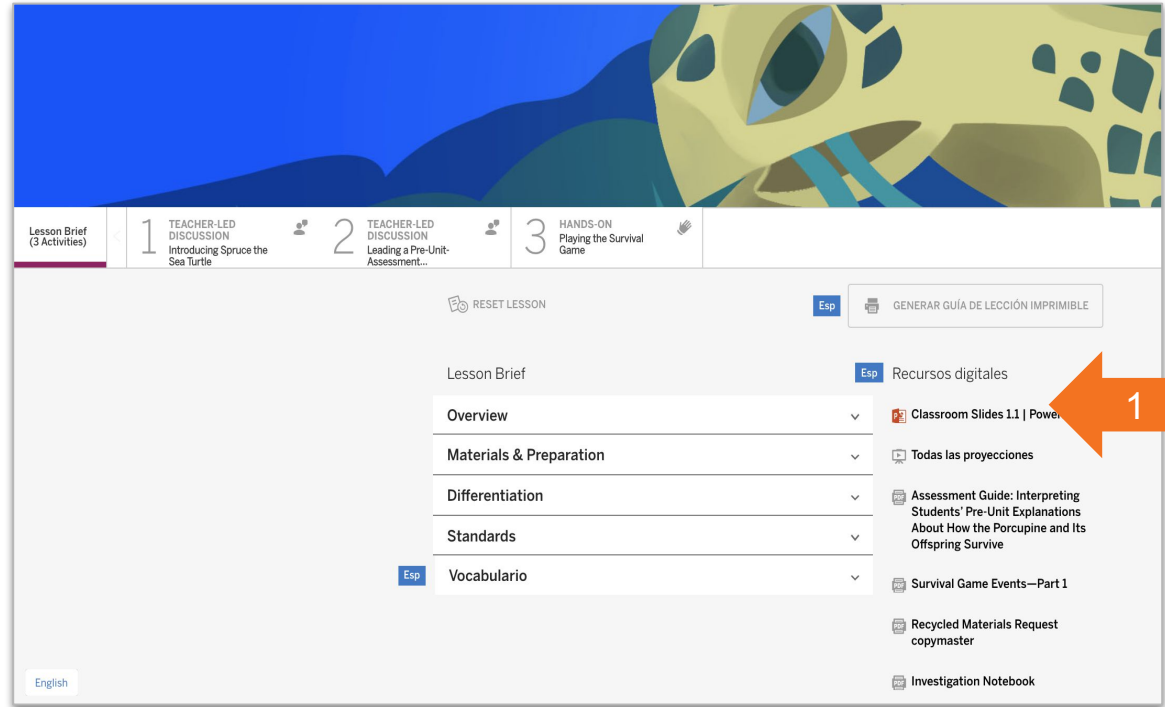 Lesson Brief
(3 Activities)
1
TEACHER-LED
DISCUSSION
Introducing Spruce the
Sea Turtle
2
TEACHER-LED
DISCUSSION
Leading a Pre-Unit-
Assessment...
3
HANDS-ON
Playing the Survival
Game
RESET LESSON
Esp
GENERAR GUÍA DE LECCIÓN IMPRIMIBLE
Lesson Brief
Overview
Materials & Preparation
Differentiation
Standards
Esp
Vocabulario
Esp
Recursos digitales
Classroom Slides 1.1 |
1
Todas las proyecciones
PDF
Assessment Guide: Interpreting
Students' Pre-Unit Explanations
About How the Porcupine and Its
Offspring Survive
PDF
Survival Game Events—Part 1
PDF
Recycled Materials Request
copymaster
PDF
Investigation Notebook
English